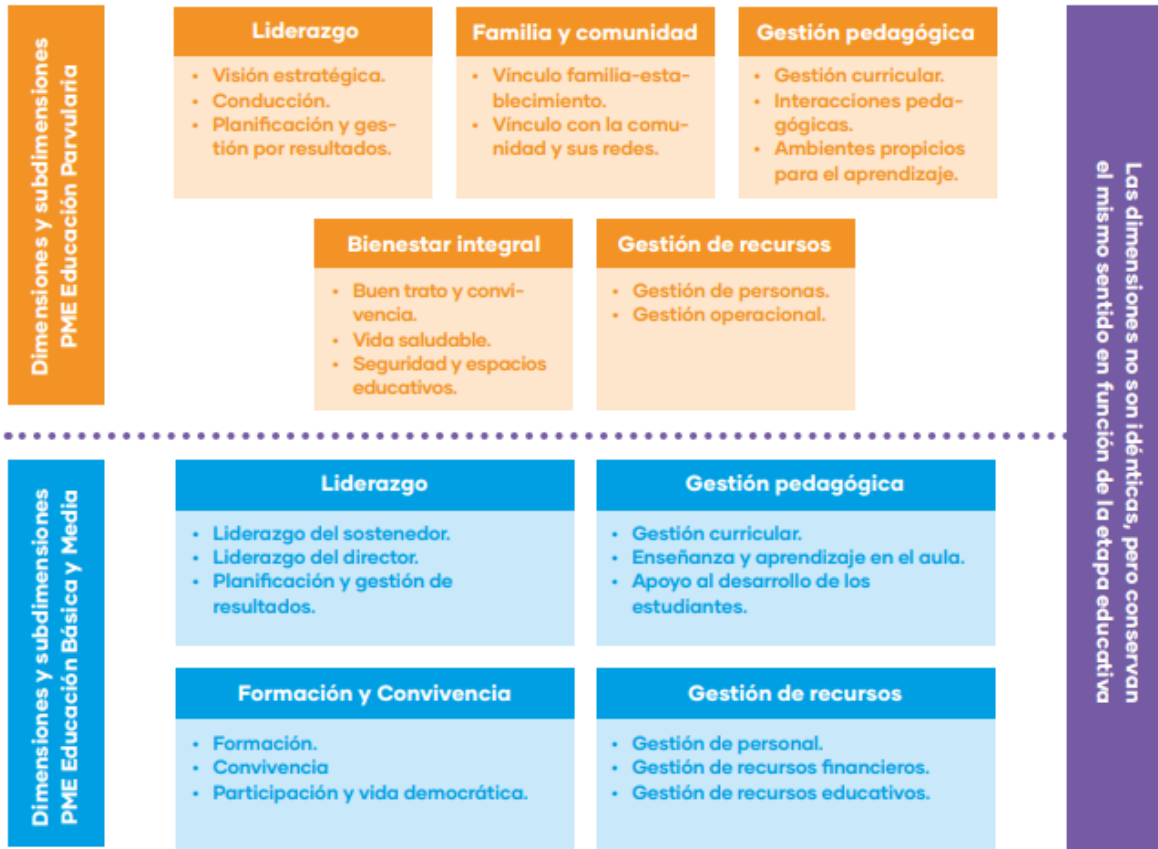 Dimensiones y subdimensiones
PME Educación Parvularia
Liderazgo
• Visión estratégica.
• Conducción.
• Planificación y ges-
tión por resultados.
Familia y comunidad
• Vínculo familia-esta-
blecimiento.
• Vínculo con la comu-
nidad y sus redes.
Gestión pedagógica
• Gestión curricular.
• Interacciones peda-
gógicas.
• Ambientes propicios
para el aprendizaje.
Bienestar integral
• Buen trato y convi-
vencia.
• Vida saludable.
• Seguridad y espacios
educativos.
Gestión de recursos
• Gestión de personas.
• Gestión operacional.
Dimensiones y subdimensiones
PME Educación Básica y Media
Liderazgo
• Liderazgo del sostenedor.
• Liderazgo del director.
• Planificación y gestión de
resultados.
Gestión pedagógica
• Gestión curricular.
• Enseñanza y aprendizaje en el aula.
• Apoyo al desarrollo de los
estudiantes.
Formación y Convivencia
• Formación.
• Convivencia
• Participación y vida democrática.
Gestión de recursos
• Gestión de personal.
• Gestión de recursos financieros.
• Gestión de recursos educativos.
Las dimensiones no son idénticas, pero conservan
el mismo sentido en función de la etapa educativa